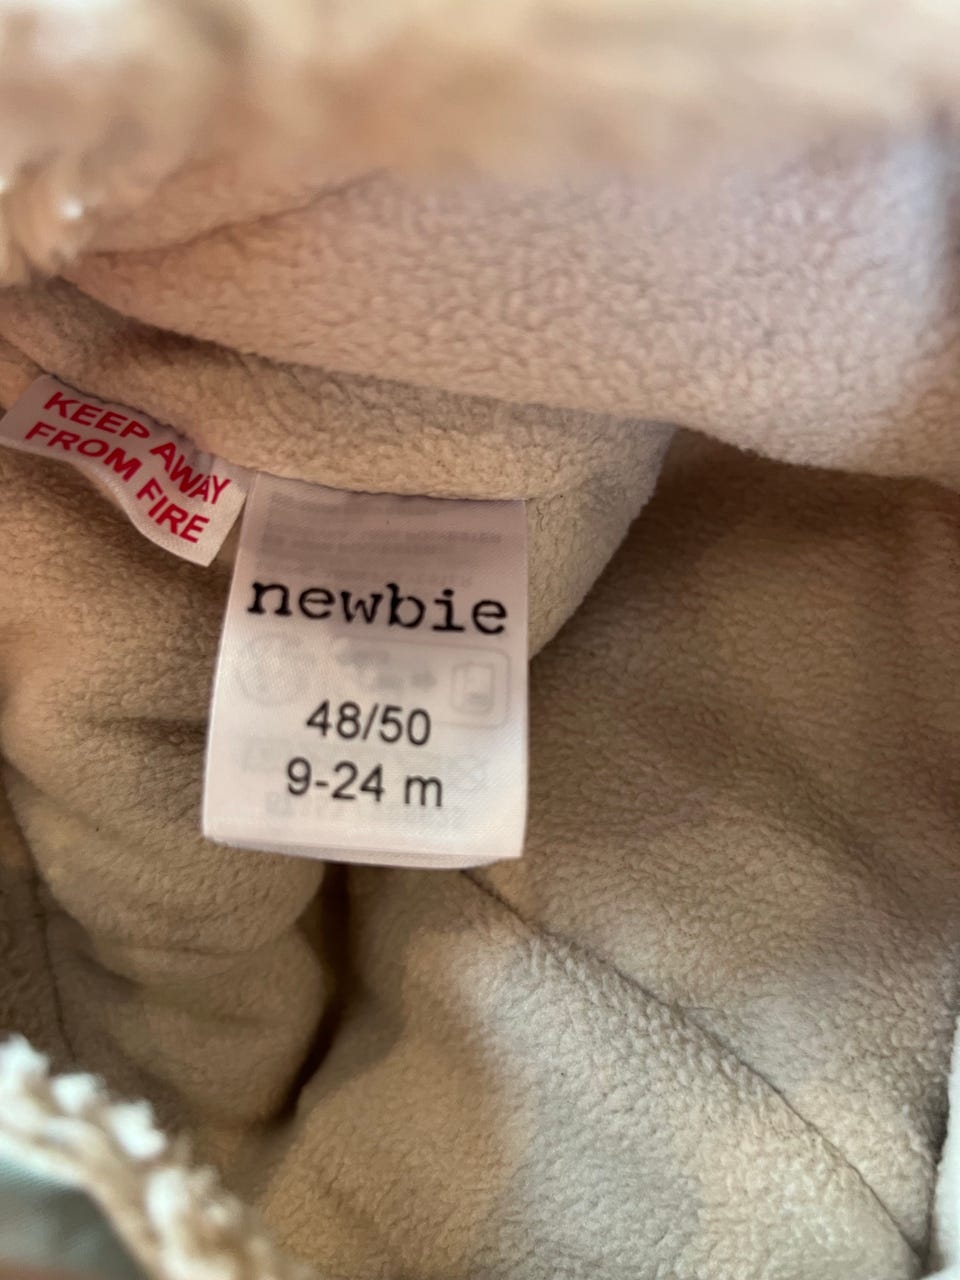 KEEP AWAY
FROM FIRE
newbie
48/50
9-24 m